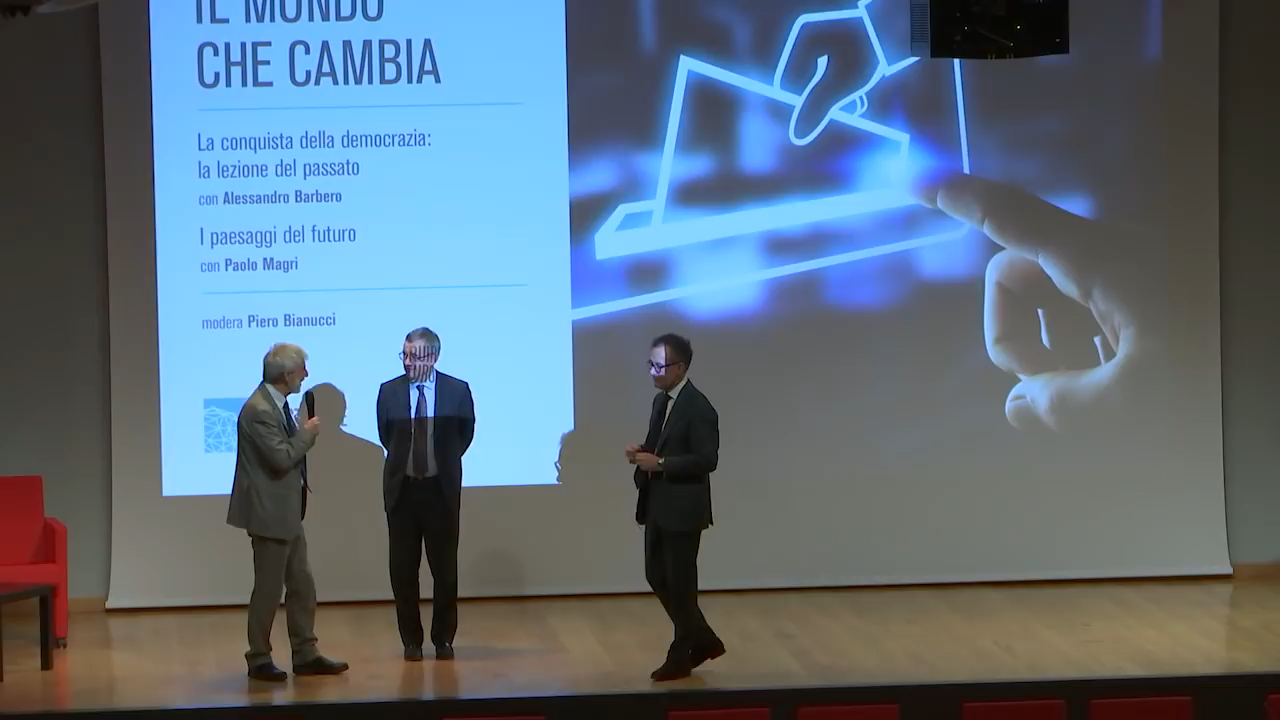 IL MONDO
CHE CAMBIA
La conquista della democrazia:
la lezione del passato
con Alessandro Barbero
I paesaggi del futuro
con Paolo Magri
modera Piero Bianucci